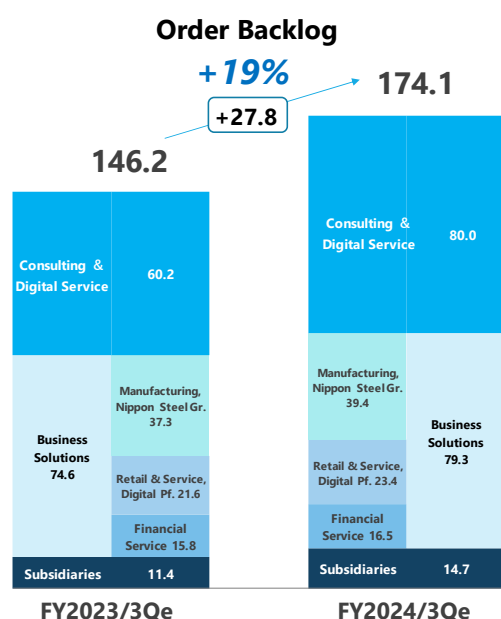 Order Backlog
+19%
174.1
+27.8
146.2
Consulting &
Digital Service
60.2
Manufacturing,
Nippon Steel Gr.
37.3
Business
Solutions
74.6
Retail & Service,
Digital Pf. 21.6
Financial
Service 15.8
Subsidiaries 11.4
FY2023/3Qe
Consulting &
Digital Service
80.0
Manufacturing,
Nippon Steel Gr.
39.4
Business
Solutions
79.3
Retail & Service,
Digital Pf. 23.4
Financial
Service 16.5
Subsidiaries 14.7
FY2024/3Qe